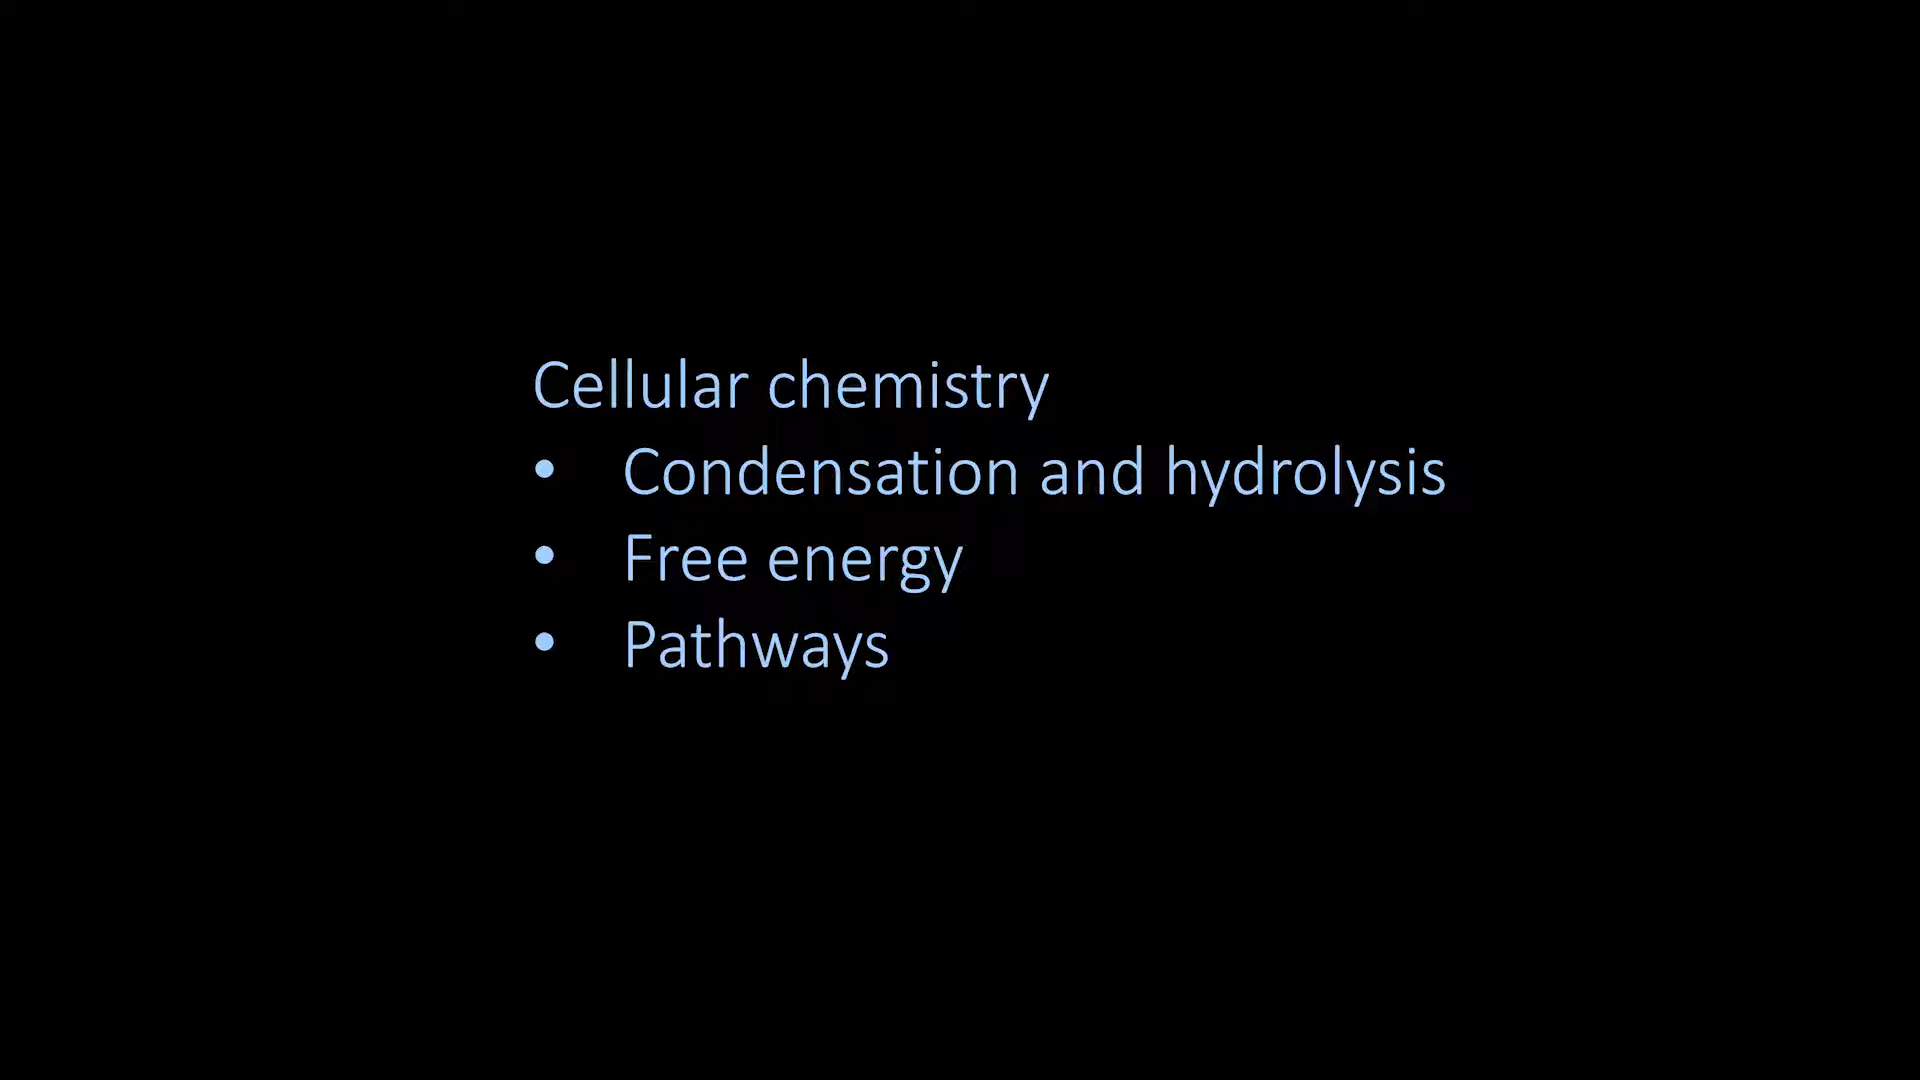 Cellular chemistry
• Condensation and hydrolysis
• Free energy
• Pathways